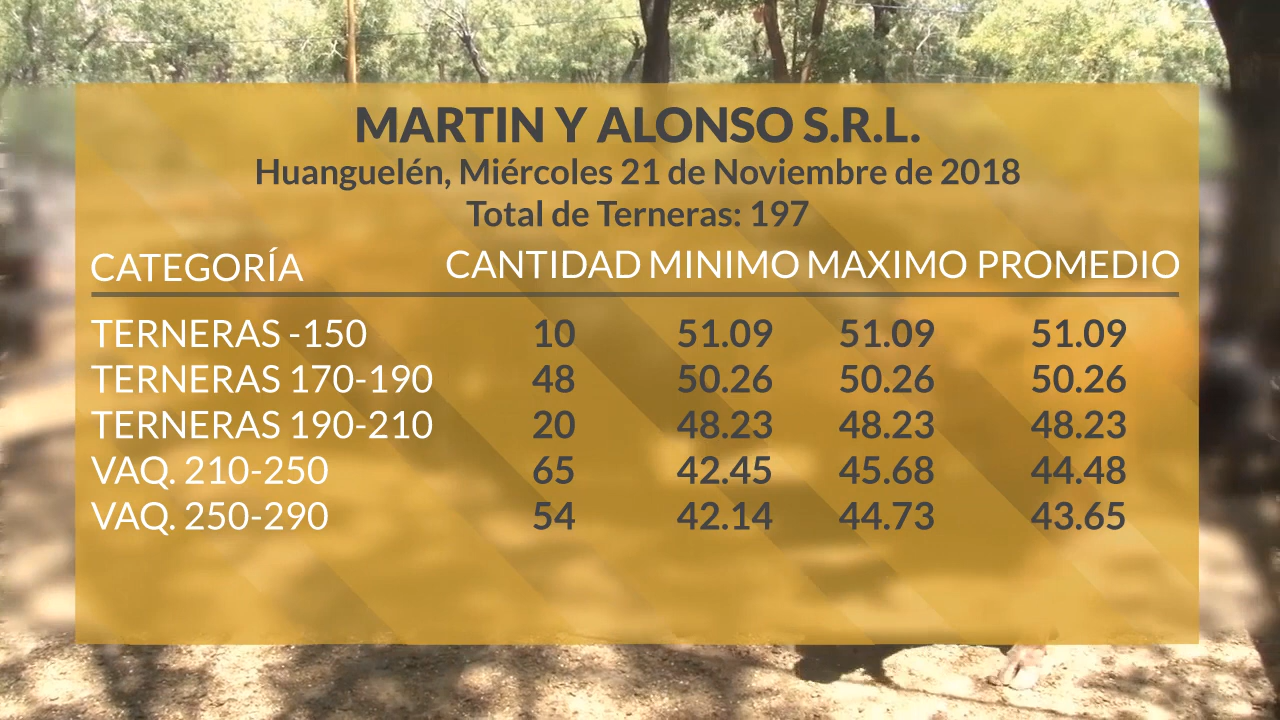 MARTIN Y ALONSO S.R.L.
Huanguelén, Miércoles 21 de Noviembre de 2018
Total de Terneras: 197
CATEGORÍA CANTIDAD MINIMO MAXIMO PROMEDIO
TERNERAS -150 10 51.09 51.09 51.09
TERNERAS 170-190 48 50.26 50.26 50.26
TERNERAS 190-210 20 48.23 48.23 48.23
VAQ. 210-250 65 42.45 45.68 44.48
VAQ. 250-290 54 42.14 44.73 43.65